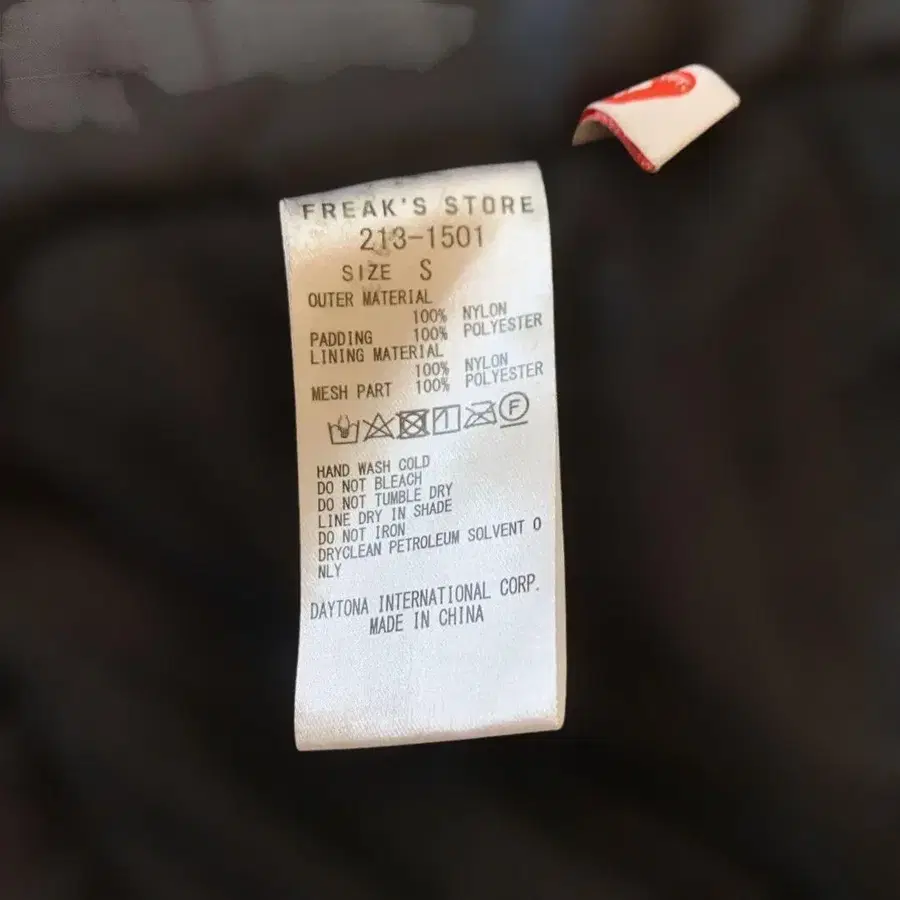 FREAK'S STORE
213-1501
SIZE S
OUTER MATERIAL
100% NYLON
PADDING 100% POLYESTER
LINING MATERIAL
100% NYLON
MESH PART 100% POLYESTER
F
HAND WASH COLD
DO NOT BLEACH
DO NOT TUMBLE DRY
LINE DRY IN SHADE
DO NOT IRON
DRYCLEAN PETROLEUM SOLVENT O
NLY
DAYTONA INTERNATIONAL CORP.
MADE IN CHINA